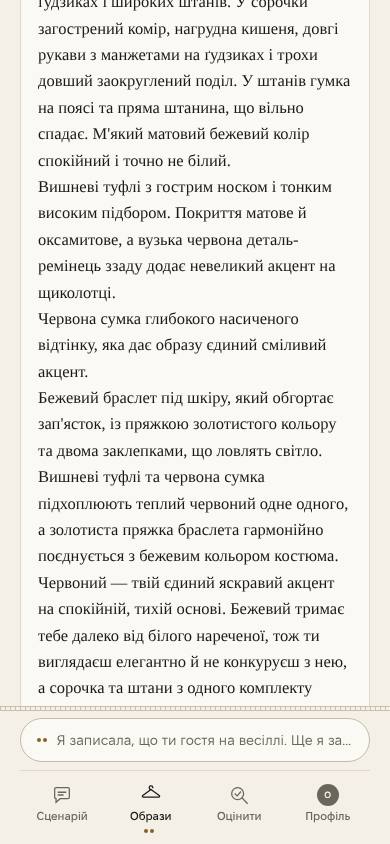 ґудзиках і широких штанів. У сорочки
загострений комір, нагрудна кишеня, довгі
рукави з манжетами на ґудзиках і трохи
довший заокруглений поділ. У штанів гумка
на поясі та пряма штанина, що вільно
спадає. М'який матовий бежевий колір
спокійний і точно не білий.
Вишневі туфлі з гострим носком і тонким
високим підбором. Покриття матове й
оксамитове, а вузька червона деталь-
ремінець ззаду додає невеликий акцент на
щиколотці.
Червона сумка глибокого насиченого
відтінку, яка дає образу єдиний сміливий
акцент.
Бежевий браслет під шкіру, який обгортає
зап'ясток, із пряжкою золотистого кольору
та двома заклепками, що ловлять світло.
Вишневі туфлі та червона сумка
підхоплюють теплий червоний одне одного,
а золотиста пряжка браслета гармонійно
поєднується з бежевим кольором костюма.
Червоний — твій єдиний яскравий акцент
на спокійній, тихій основі. Бежевий тримає
тебе далеко від білого нареченої, тож ти
виглядаєш елегантно й не конкуруєш з нею,
а сорочка та штани з одного комплекту
Я записала, що ти гостя на весіллі. Ще я за...
Сценарій
Образи
Оцінити
О
Профіль